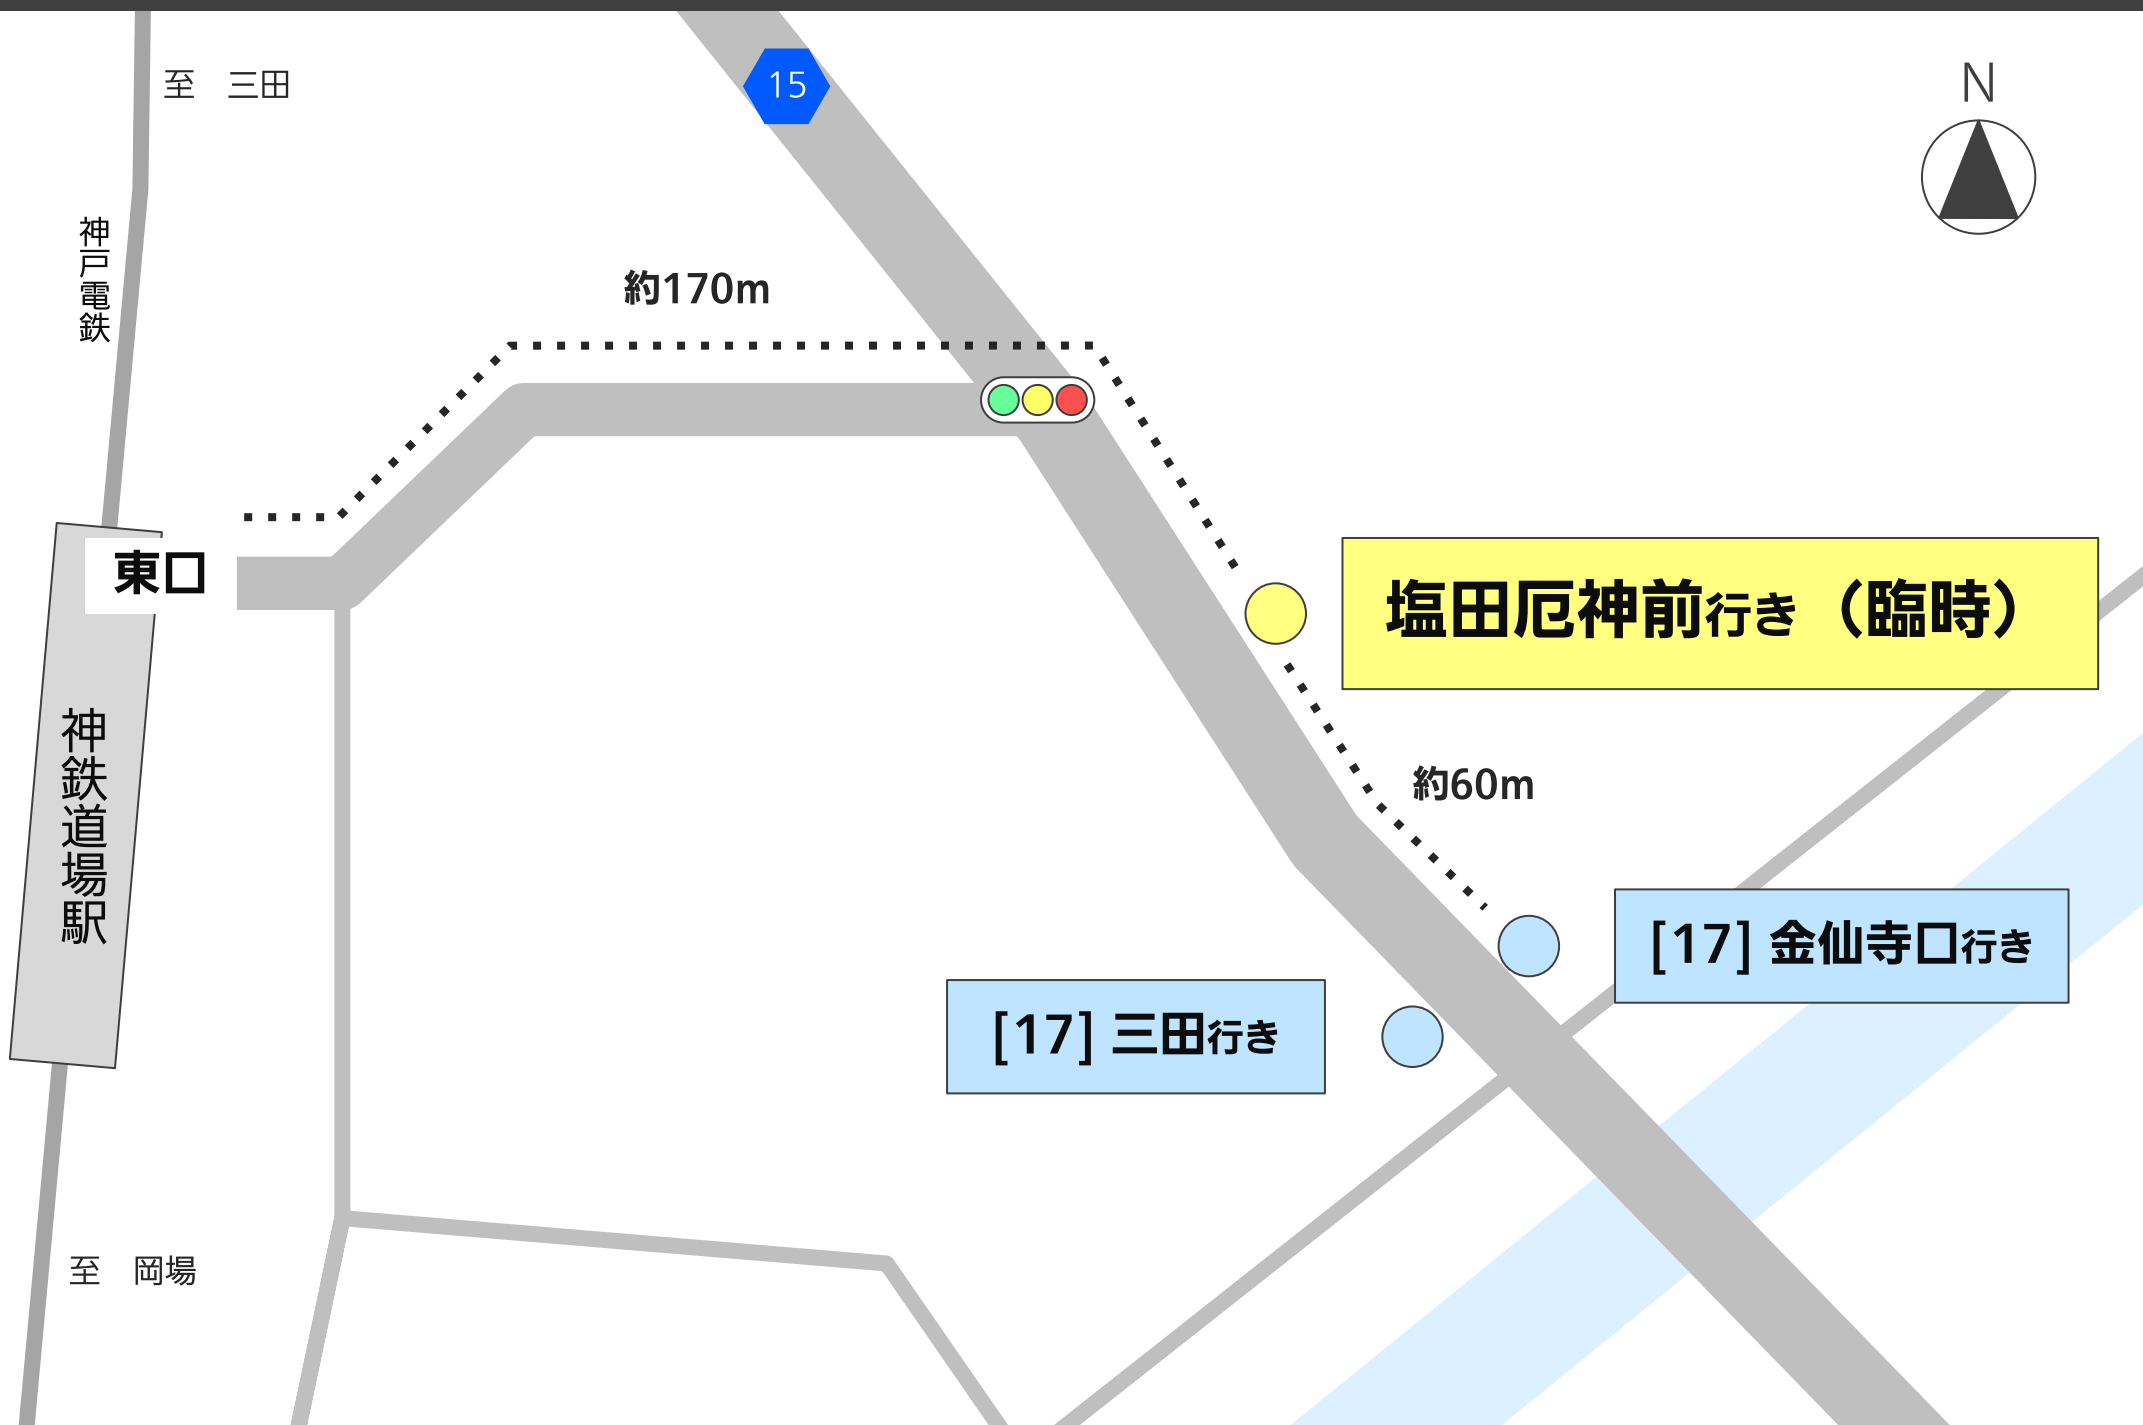 至　三田
15
N
神戸電鉄
約170m
東口
塩田厄神前行き（臨時）
神鉄道場駅
約60m
[17] 金仙寺口行き
[17] 三田行き
至　岡場